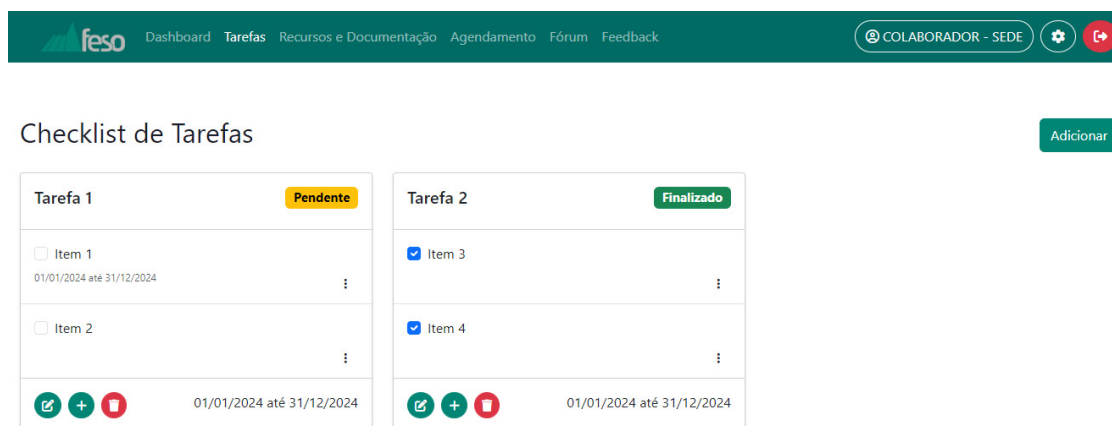 feso
Dashboard Tarefas Recursos e Documentação Agendamento Fórum Feedback
COLABORADOR - SEDE
Checklist de Tarefas
Adicionar
Tarefa 1
Pendente
Item 1
01/01/2024 até 31/12/2024
Item 2
01/01/2024 até 31/12/2024
Tarefa 2
Finalizado
Item 3
Item 4
01/01/2024 até 31/12/2024